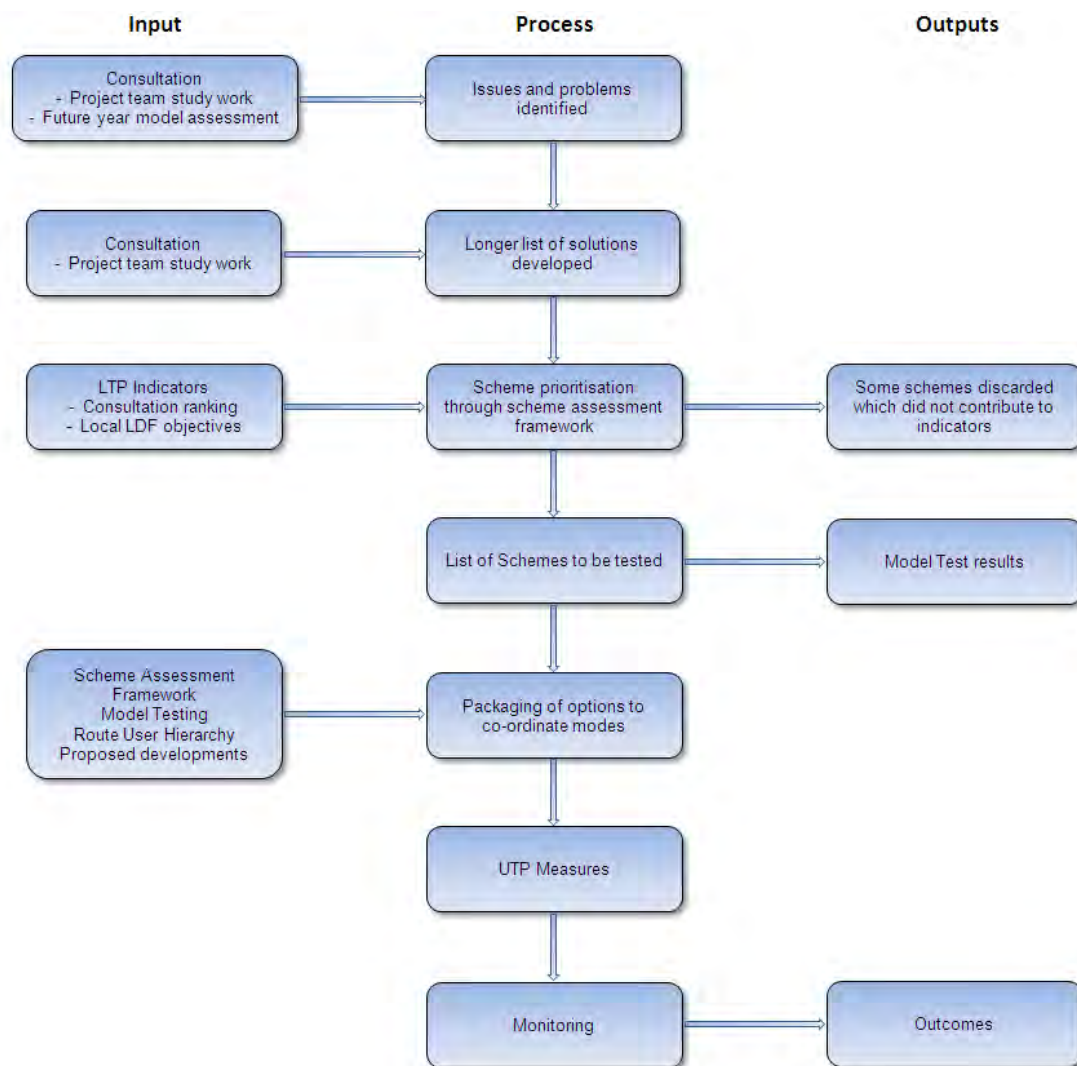 Input
Process
Outputs
Consultation
- Project team study work
- Future year model assessment
Issues and problems
identified
Consultation
- Project team study work
Longer list of solutions
developed
LTP Indicators
- Consultation ranking
- Local LDF objectives
Scheme prioritisation
through scheme assessment
framework
Some schemes discarded
which did not contribute to
indicators
List of Schemes to be tested
Model Test results
Scheme Assessment
Framework
Model Testing
Route User Hierarchy
Proposed developments
Packaging of options to
co-ordinate modes
UTP Measures
Monitoring
Outcomes